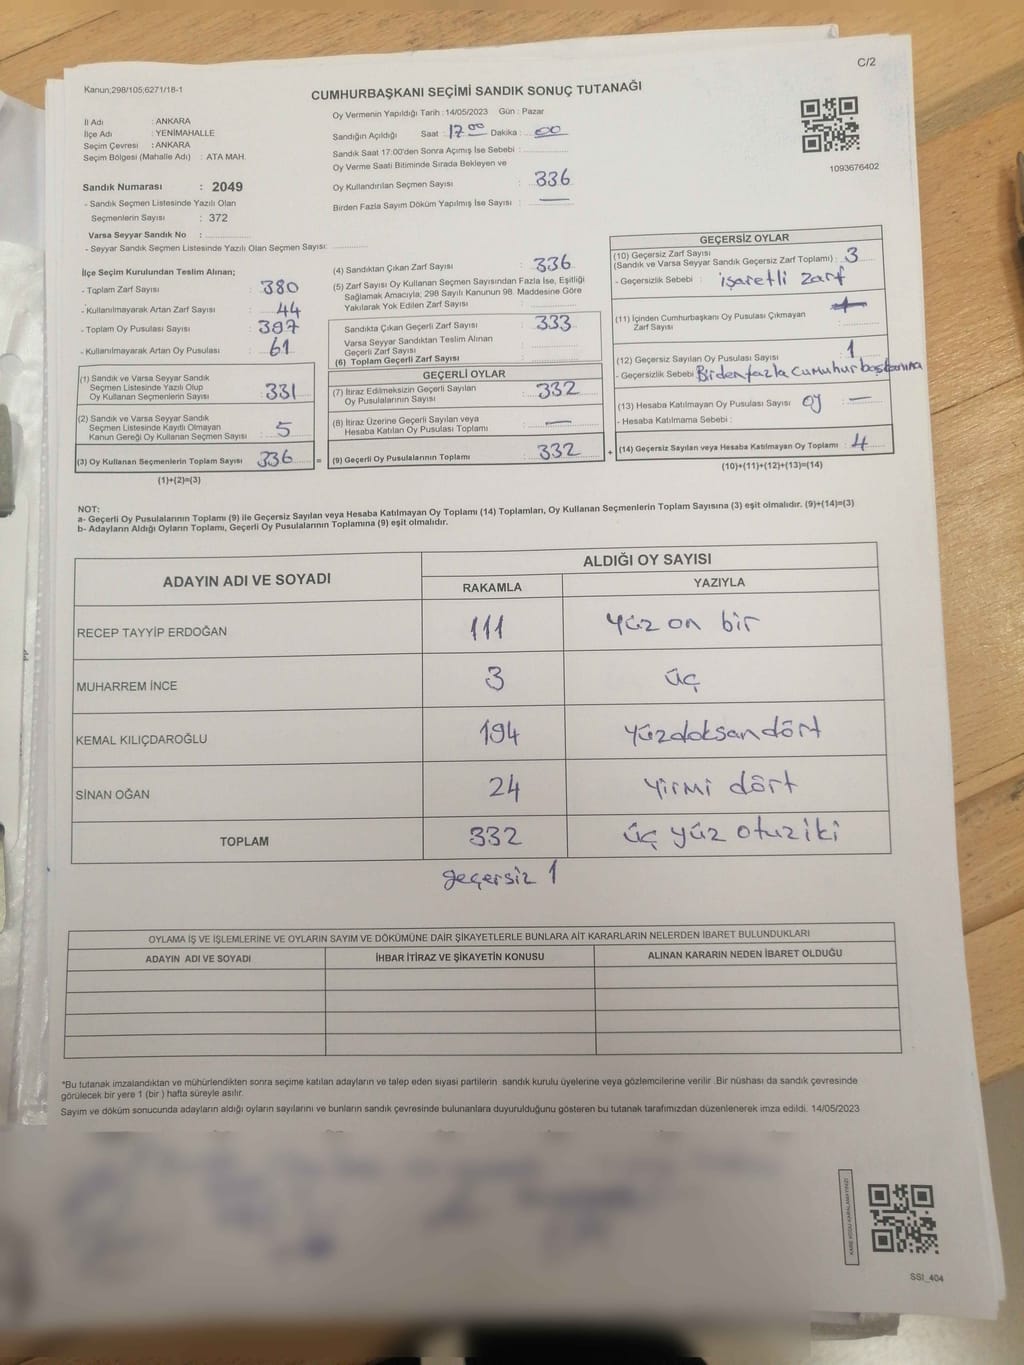 C/2
Kanun;298/105;6271/18-1
CUMHURBAŞKANI SEÇİMİ SANDIK SONUÇ TUTANAĞI
İl Adı : ANKARA
İlçe Adı : YENİMAHALLE
Seçim Çevresi : ANKARA
Seçim Bölgesi (Mahalle Adı) : ATA MAH.
Sandık Numarası : 2049
- Sandık Seçmen Listesinde Yazılı Olan
Seçmenlerin Sayısı : 372
Varsa Seyyar Sandık No :
- Seyyar Sandık Seçmen Listesinde Yazılı Olan Seçmen Sayısı:
Oy Vermenin Yapıldığı Tarih : 14/05/2023 Gün : Pazar
Sandığın Açıldığı Saat : 17 00 Dakika : 00
Sandık Saat 17:00'den Sonra Açımış İse Sebebi :
Oy Verme Saati Bitiminde Sırada Bekleyen ve
Oy Kullandırılan Seçmen Sayısı : 336
Birden Fazla Sayım Döküm Yapılmış İse Sayısı : —
1093676402
İlçe Seçim Kurulundan Teslim Alınan;
- Toplam Zarf Sayısı : 380
- Kullanılmayarak Artan Zarf Sayısı : 44
- Toplam Oy Pusulası Sayısı : 397
- Kullanılmayarak Artan Oy Pusulası : 61
(1) Sandık ve Varsa Seyyar Sandık
Seçmen Listesinde Yazılı Olup
Oy Kullanan Seçmenlerin Sayısı : 331
(2) Sandık ve Varsa Seyyar Sandık
Seçmen Listesinde Kayıtlı Olmayan
Kanun Gereği Oy Kullanan Seçmen Sayısı : 5
(3) Oy Kullanan Seçmenlerin Toplam Sayısı 336 =
(1)+(2)=(3)
(4) Sandıktan Çıkan Zarf Sayısı : 336
(5) Zarf Sayısı Oy Kullanan Seçmen Sayısından Fazla İse, Eşitliği
Sağlamak Amacıyla; 298 Sayılı Kanunun 98. Maddesine Göre
Yakılarak Yok Edilen Zarf Sayısı :
Sandıkta Çıkan Geçerli Zarf Sayısı : 333
Varsa Seyyar Sandıktan Teslim Alınan
Geçerli Zarf Sayısı :
(6) Toplam Geçerli Zarf Sayısı :
GEÇERLİ OYLAR
(7) İtiraz Edilmeksizin Geçerli Sayılan
Oy Pusulalarının Sayısı : 332
(8) İtiraz Üzerine Geçerli Sayılan veya
Hesaba Katılan Oy Pusulası Toplamı : —
(9) Geçerli Oy Pusulalarının Toplamı : 332 +
GEÇERSİZ OYLAR
(10) Geçersiz Zarf Sayısı
(Sandık ve Varsa Seyyar Sandık Geçersiz Zarf Toplamı) : 3
- Geçersizlik Sebebi : işaretli zarf
(11) İçinden Cumhurbaşkanı Oy Pusulası Çıkmayan
Zarf Sayısı :
(12) Geçersiz Sayılan Oy Pusulası Sayısı : 1
- Geçersizlik Sebebi Birden fazla cumuhur başkanına
oy
(13) Hesaba Katılmayan Oy Pusulası Sayısı : —
- Hesaba Katılmama Sebebi :
(14) Geçersiz Sayılan veya Hesaba Katılmayan Oy Toplamı : 4
(10)+(11)+(12)+(13)=(14)
NOT:
a- Geçerli Oy Pusulalarının Toplamı (9) ile Geçersiz Sayılan veya Hesaba Katılmayan Oy Toplamı (14) Toplamları, Oy Kullanan Seçmenlerin Toplam Sayısına (3) eşit olmalıdır. (9)+(14)=(3)
b- Adayların Aldığı Oyların Toplamı, Geçerli Oy Pusulalarının Toplamına (9) eşit olmalıdır.
ADAYIN ADI VE SOYADI
ALDIĞI OY SAYISI
RAKAMLA YAZIYLA
RECEP TAYYİP ERDOĞAN 111 yüz on bir
MUHARREM İNCE 3 üç
KEMAL KILIÇDAROĞLU 194 yüzdoksandört
SİNAN OĞAN 24 yirmi dört
TOPLAM 332 üç yüz otuziki
geçersiz 1
OYLAMA İŞ VE İŞLEMLERİNE VE OYLARIN SAYIM VE DÖKÜMÜNE DAİR ŞİKAYETLERLE BUNLARA AİT KARARLARIN NELERDEN İBARET BULUNDUKLARI
ADAYIN ADI VE SOYADI İHBAR İTİRAZ VE ŞİKAYETİN KONUSU ALINAN KARARIN NEDEN İBARET OLDUĞU
*Bu tutanak imzalandıktan ve mühürlendikten sonra seçime katılan adayların ve talep eden siyasi partilerin sandık kurulu üyelerine veya gözlemcilerine verilir .Bir nüshası da sandık çevresinde
görülecek bir yere 1 (bir ) hafta süreyle asılır.
Sayım ve döküm sonucunda adayların aldığı oyların sayılarını ve bunların sandık çevresinde bulunanlara duyurulduğunu gösteren bu tutanak tarafımızdan düzenlenerek imza edildi. 14/05/2023
KARE KODU KARALAMAYINIZ!
SSI_404